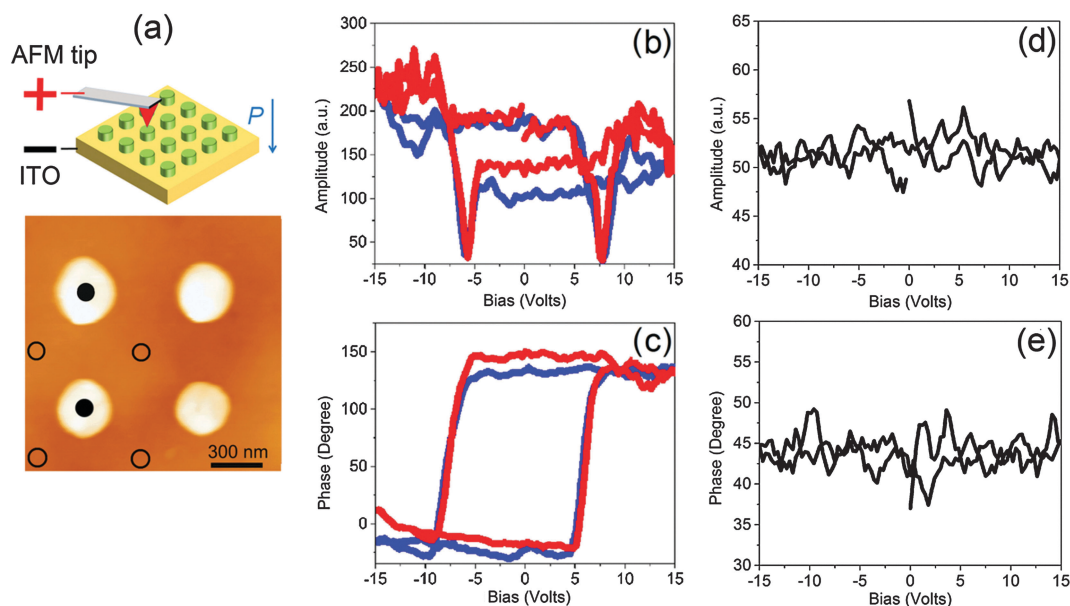 (a)
AFM tip
+
P
−
ITO
300 nm
(b)
300
250
200
150
100
50
Amplitude (a.u.)
-15 -10 -5 0 5 10 15
Bias (Volts)
(c)
150
100
50
0
Phase (Degree)
-15 -10 -5 0 5 10 15
Bias (Volts)
(d)
65
60
55
50
45
40
Amplitude (a.u.)
-15 -10 -5 0 5 10 15
Bias (Volts)
(e)
60
55
50
45
40
35
30
Phase (Degree)
-15 -10 -5 0 5 10 15
Bias (Volts)